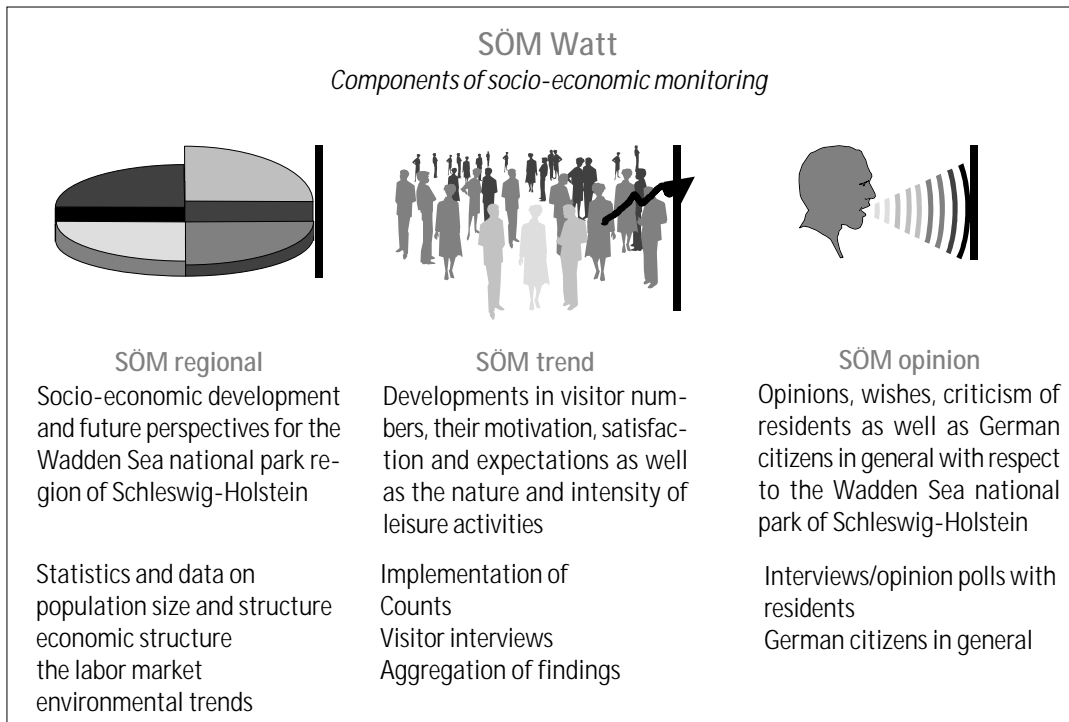 SÖM Watt
Components of socio-economic monitoring
SÖM regional
Socio-economic development
and future perspectives for the
Wadden Sea national park re-
gion of Schleswig-Holstein
Statistics and data on
population size and structure
economic structure
the labor market
environmental trends
SÖM trend
Developments in visitor num-
bers, their motivation, satisfac-
tion and expectations as well
as the nature and intensity of
leisure activities
Implementation of
Counts
Visitor interviews
Aggregation of findings
SÖM opinion
Opinions, wishes, criticism of
residents as well as German
citizens in general with respect
to the Wadden Sea national
park of Schleswig-Holstein
Interviews/opinion polls with
residents
German citizens in general